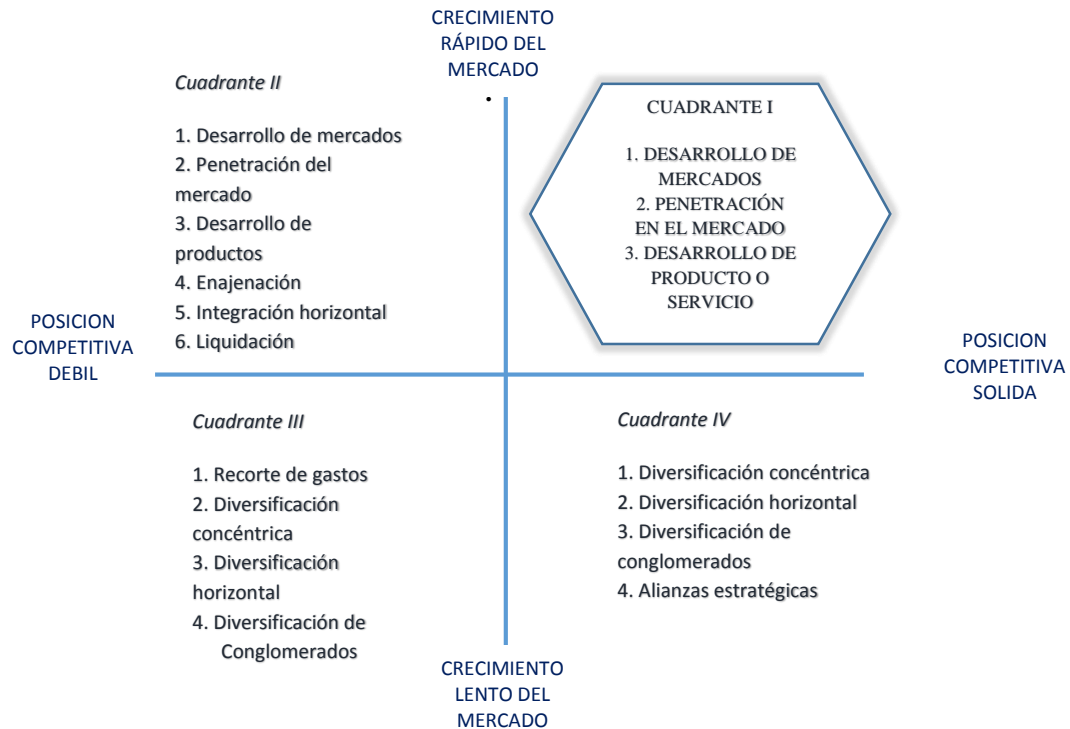 CRECIMIENTO
RÁPIDO DEL
MERCADO
.
Cuadrante II
1. Desarrollo de mercados
2. Penetración del
mercado
3. Desarrollo de
productos
4. Enajenación
5. Integración horizontal
6. Liquidación
CUADRANTE I
1. DESARROLLO DE
MERCADOS
2. PENETRACIÓN
EN EL MERCADO
3. DESARROLLO DE
PRODUCTO O
SERVICIO
POSICION
COMPETITIVA
DEBIL
POSICION
COMPETITIVA
SOLIDA
Cuadrante III
1. Recorte de gastos
2. Diversificación
concéntrica
3. Diversificación
horizontal
4. Diversificación de
Conglomerados
Cuadrante IV
1. Diversificación concéntrica
2. Diversificación horizontal
3. Diversificación de
conglomerados
4. Alianzas estratégicas
CRECIMIENTO
LENTO DEL
MERCADO